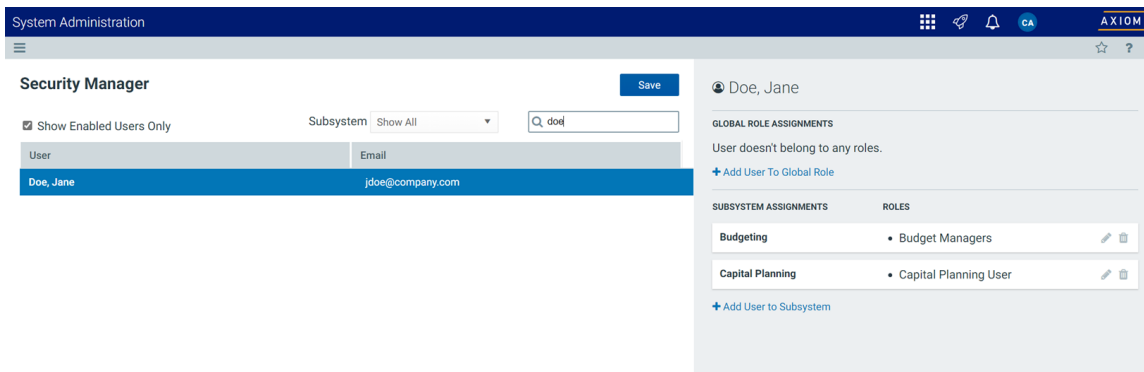 System Administration
CA
AXIOM
?
Security Manager
Save
Show Enabled Users Only
Subsystem Show All
doe
User Email
Doe, Jane jdoe@company.com
Doe, Jane
GLOBAL ROLE ASSIGNMENTS
User doesn't belong to any roles.
+ Add User To Global Role
SUBSYSTEM ASSIGNMENTS ROLES
Budgeting • Budget Managers
Capital Planning • Capital Planning User
+ Add User to Subsystem